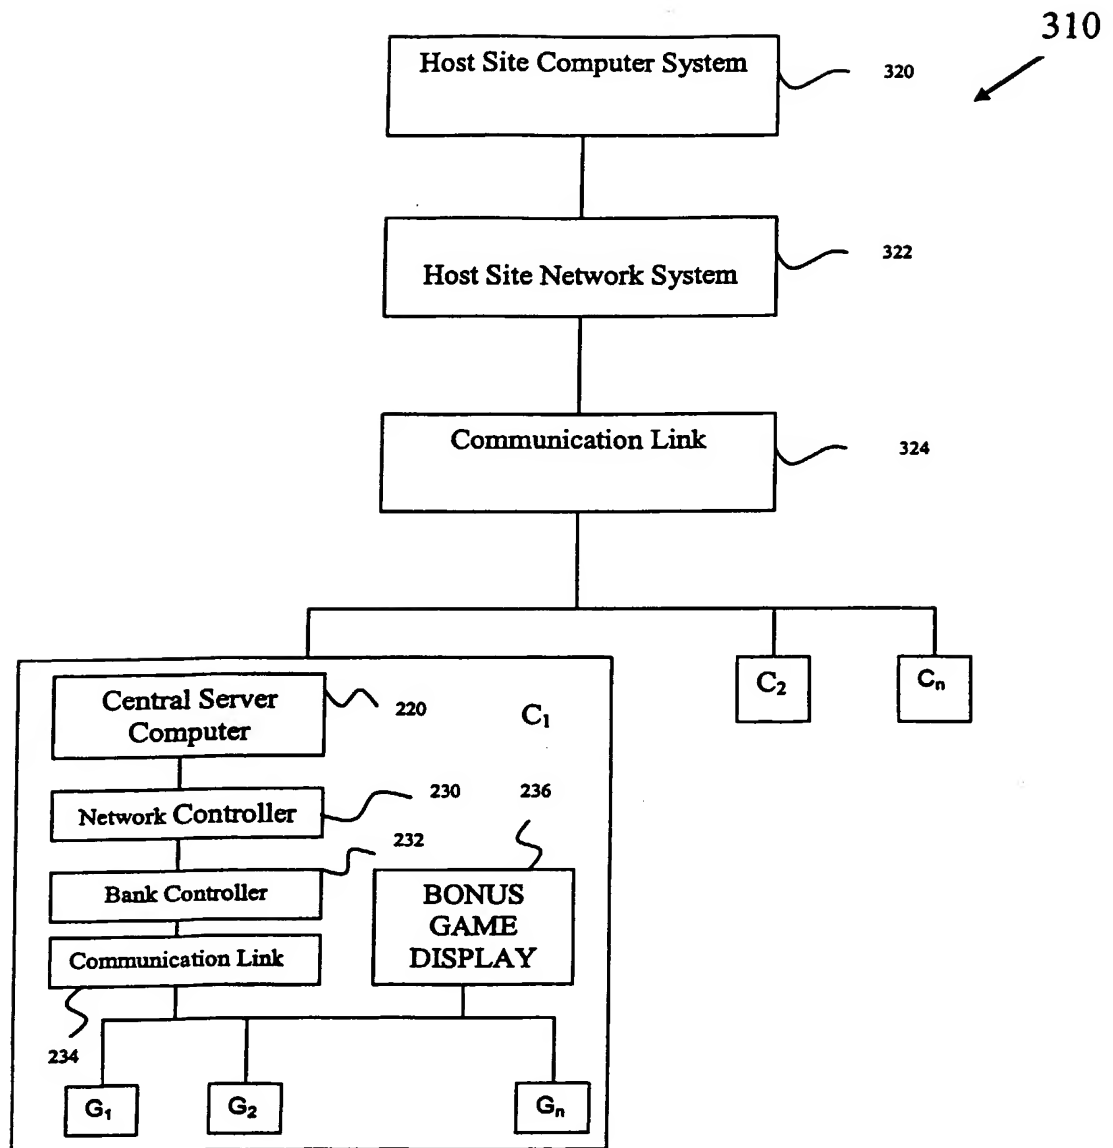 310
Host Site Computer System
320
Host Site Network System
322
Communication Link
324
Central Server
Computer
220
C₁
C₂
Cₙ
Network Controller
230
236
232
Bank Controller
BONUS
GAME
DISPLAY
Communication Link
234
G₁
G₂
Gₙ